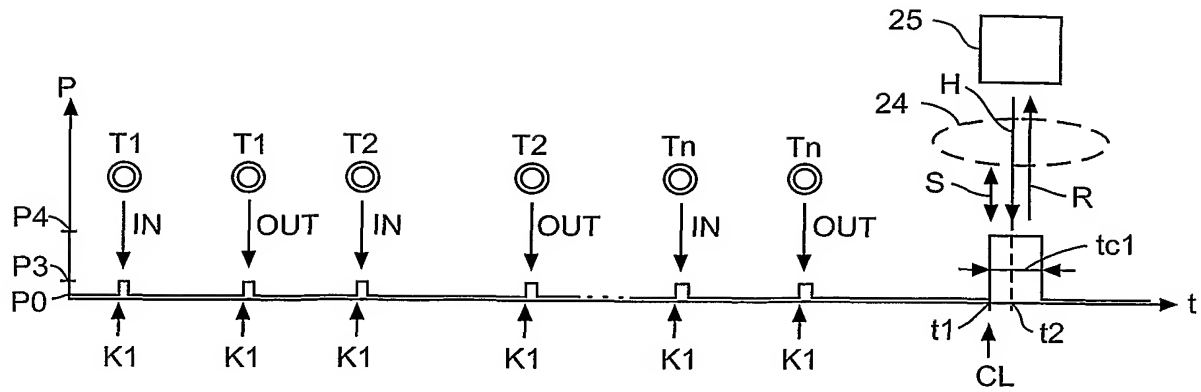 25
P
H
24
T1 T1 T2 T2 Tn Tn
S R
P4 IN OUT IN OUT IN OUT
tc1
P3
P0
t
t1 t2
K1 K1 K1 K1 K1 K1
CL